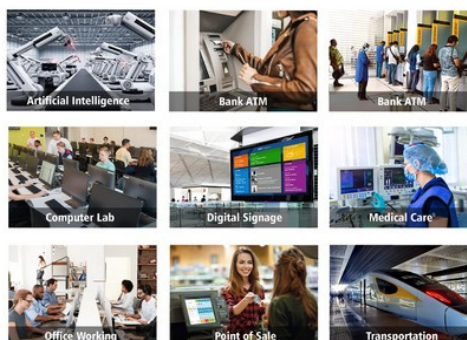 Artificial Intelligence
Bank ATM
Bank ATM
Computer Lab
Digital Signage
Medical Care
Office Working
Point of Sale
Transportation